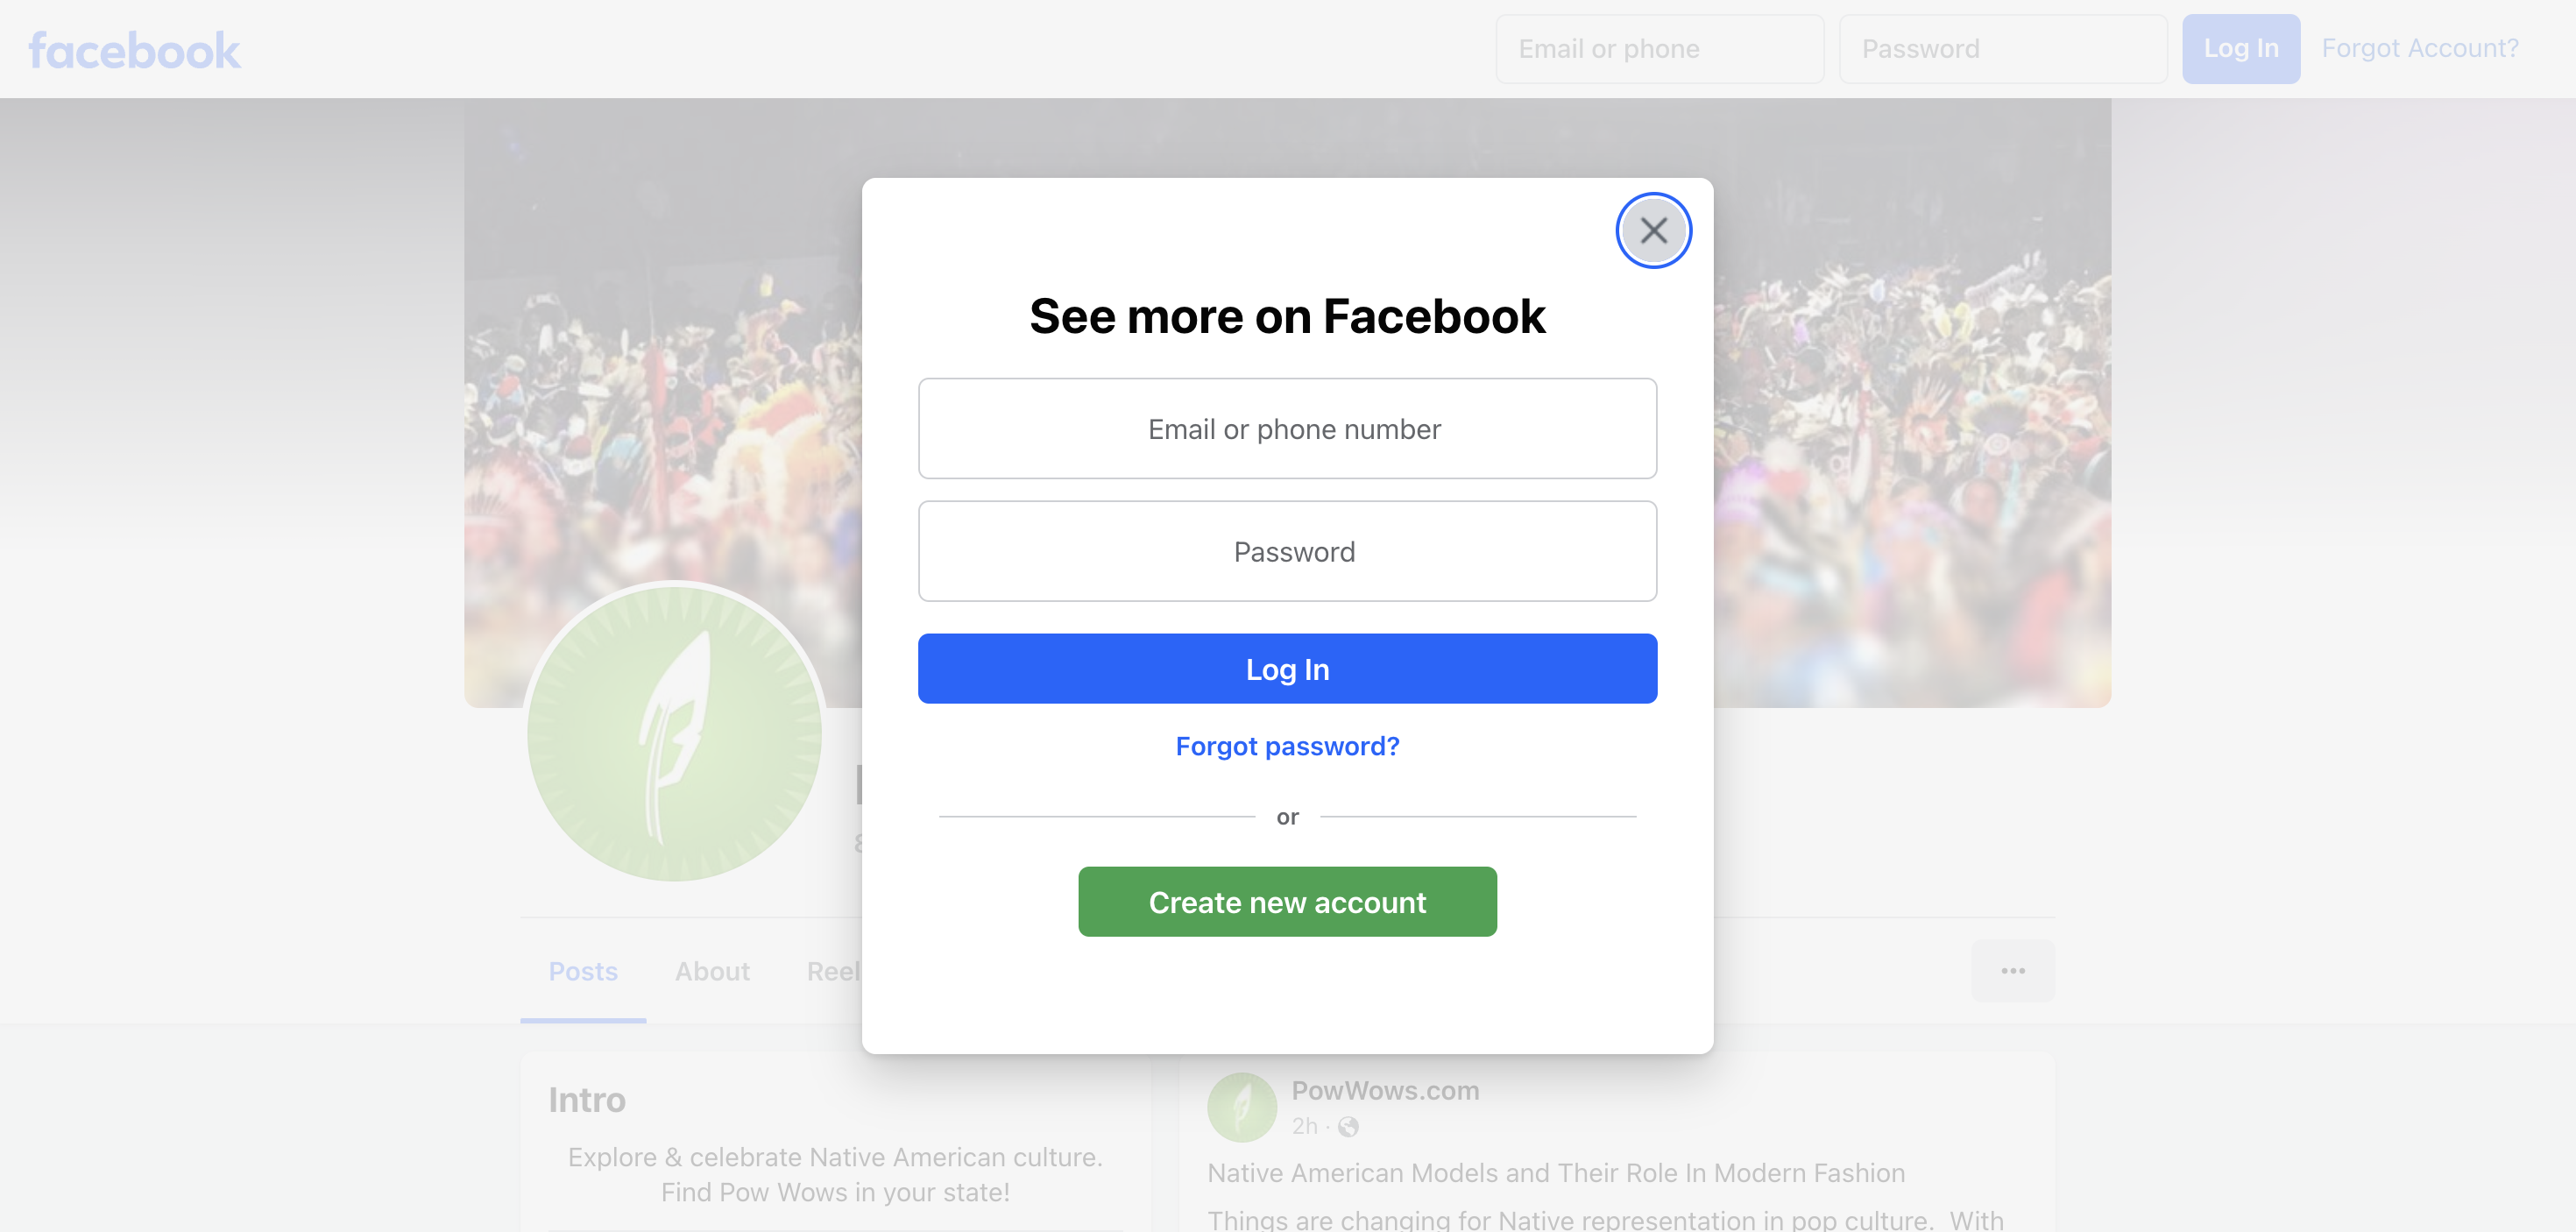 facebook
Email or phone
Password
Log In
Forgot Account?
See more on Facebook
Email or phone number
Password
Log In
Forgot password?
or
Create new account
Posts
About
Reel
Intro
Explore & celebrate Native American culture.
Find Pow Wows in your state!
PowWows.com
2h ·
Native American Models and Their Role In Modern Fashion
Things are changing for Native representation in pop culture. With